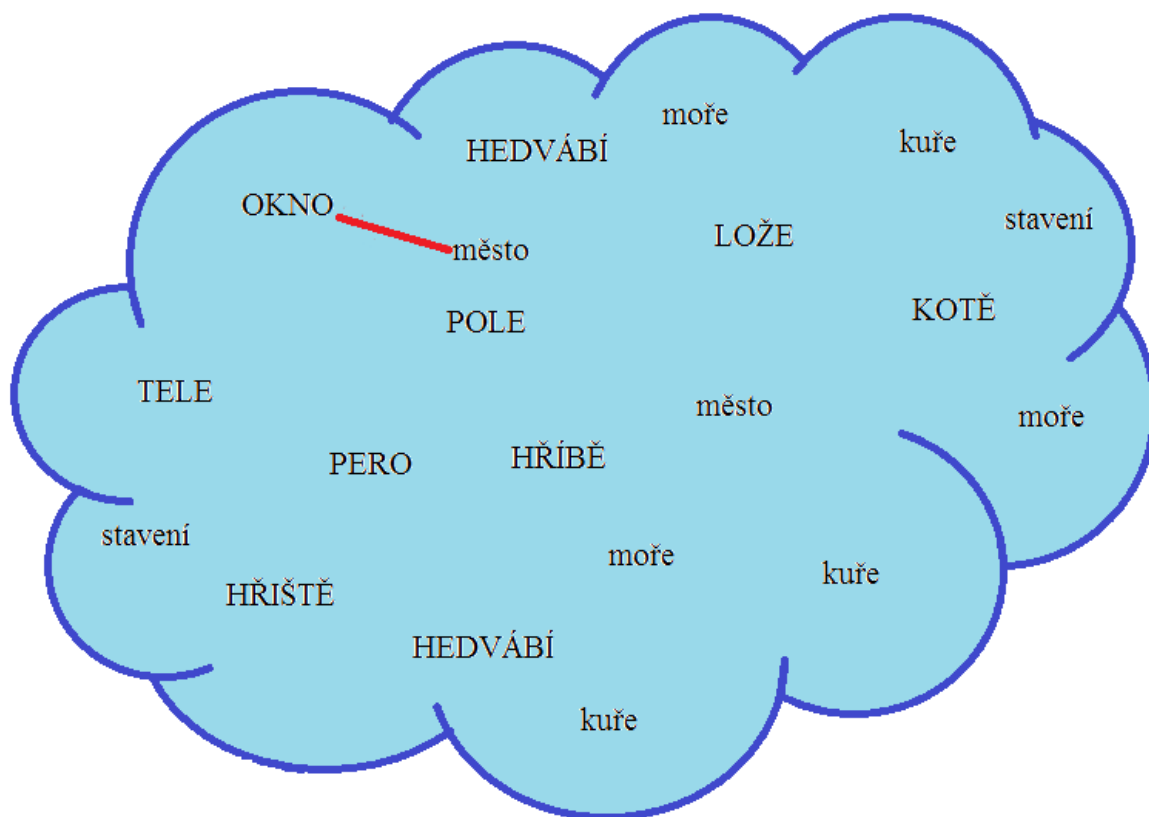 moře
kuře
HEDVÁBÍ
OKNO
stavení
LOŽE
město
KOTĚ
POLE
TELE
město
moře
HŘÍBĚ
PERO
stavení
moře
kuře
HŘIŠTĚ
HEDVÁBÍ
kuře